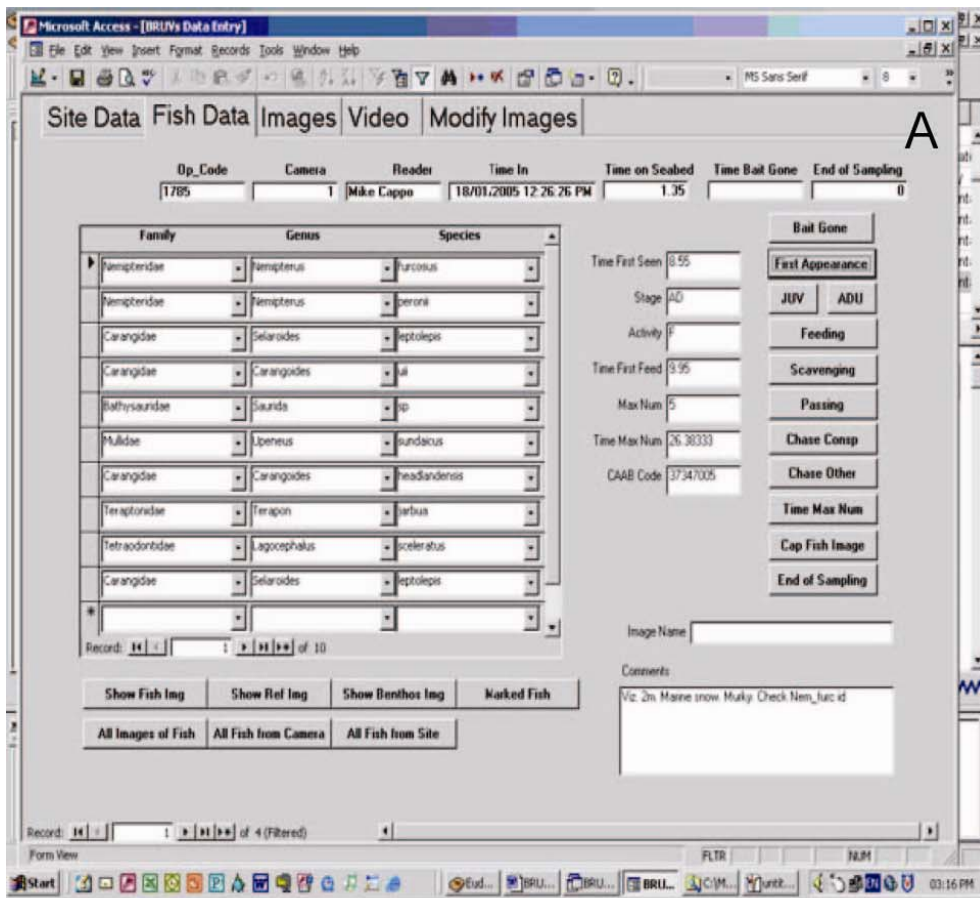 Microsoft Access - [BRUVs Data Entry]
File Edit View Insert Format Records Tools Window Help
MS Sans Serif 8
Site Data Fish Data Images Video Modify Images
A
Op_Code Camera Reader Time In Time on Seabed Time Bait Gone End of Sampling
1785 1 Mike Cappo 18/01/2005 12:26:26 PM 1.35 0
Family Genus Species
Nemipteridae Nemipterus furcosus
Nemipteridae Nemipterus peronii
Carangidae Selaroides leptolepis
Carangidae Carangoides uii
Bathysauridae Saurida sp
Mullidae Upeneus sundaicus
Carangidae Carangoides headlandensis
Teraptonidae Terapon jarbua
Tetraodontidae Lagocephalus sceleratus
Carangidae Selaroides leptolepis
*
Record: 1 of 10
Time First Seen 8.55
Stage AD
Activity F
Time First Feed 9.95
Max Num 5
Time Max Num 26.38333
CAAB Code 37347005
Bait Gone
First Appearance
JUV ADU
Feeding
Scavenging
Passing
Chase Consp
Chase Other
Time Max Num
Cap Fish Image
End of Sampling
Image Name
Comments
Viz. 2m. Marine snow. Murky. Check Nem_furc id
Show Fish Img Show Ref Img Show Benthos Img Marked Fish
All Images of Fish All Fish from Camera All Fish from Site
Record: 1 of 4 (Filtered)
Form View FLTR NUM
Start Eud... BRU... BRU... BRU... C:\M... untit... EN 03:16 PM